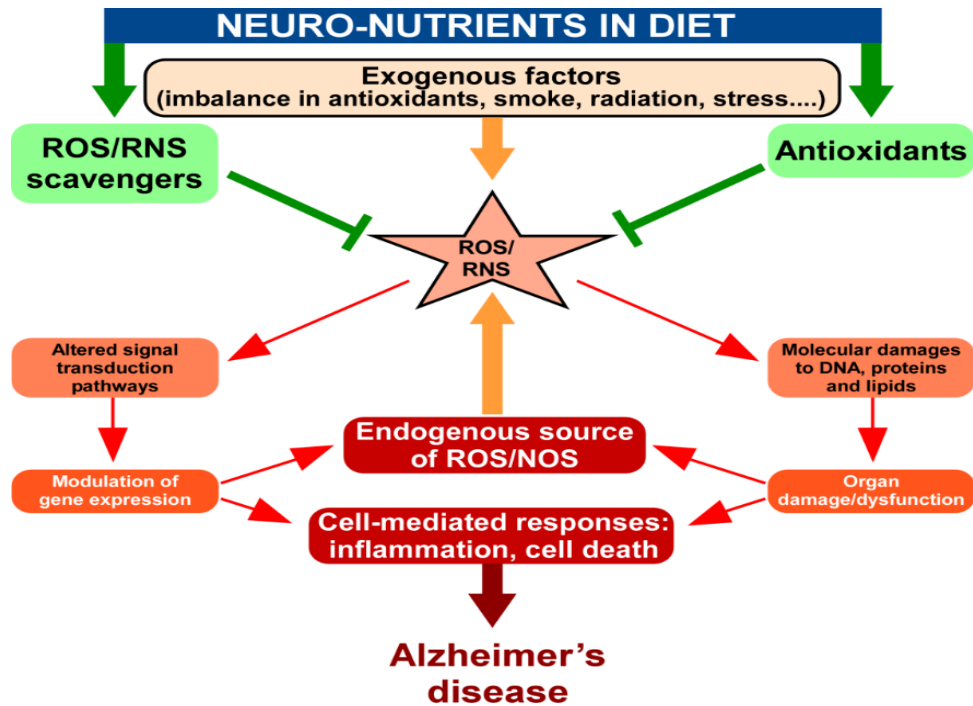 NEURO-NUTRIENTS IN DIET
Exogenous factors
(imbalance in antioxidants, smoke, radiation, stress....)
ROS/RNS
scavengers
Antioxidants
ROS/
RNS
Altered signal
transduction
pathways
Molecular damages
to DNA, proteins
and lipids
Endogenous source
of ROS/NOS
Modulation of
gene expression
Organ
damage/dysfunction
Cell-mediated responses:
inflammation, cell death
Alzheimer's
disease